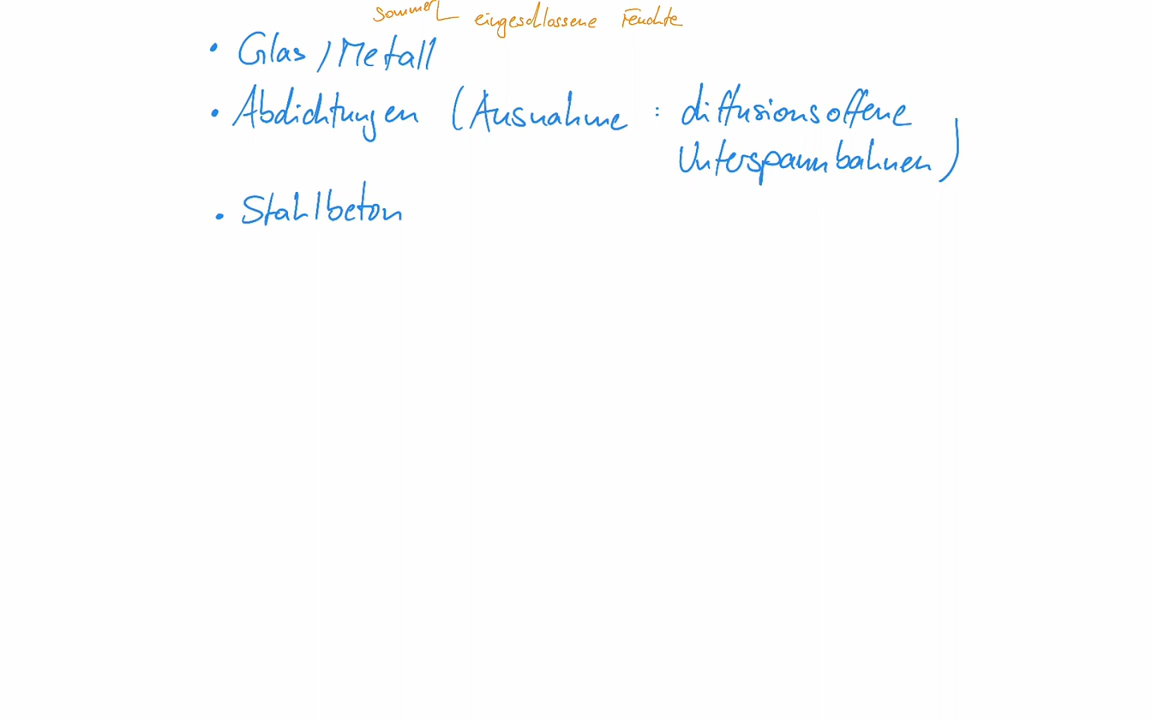 Sommer eingeschlossene Feuchte
• Glas / Metall
• Abdichtungen (Ausnahme : diffusionsoffene
Unterspannbahnen)
• Stahlbeton